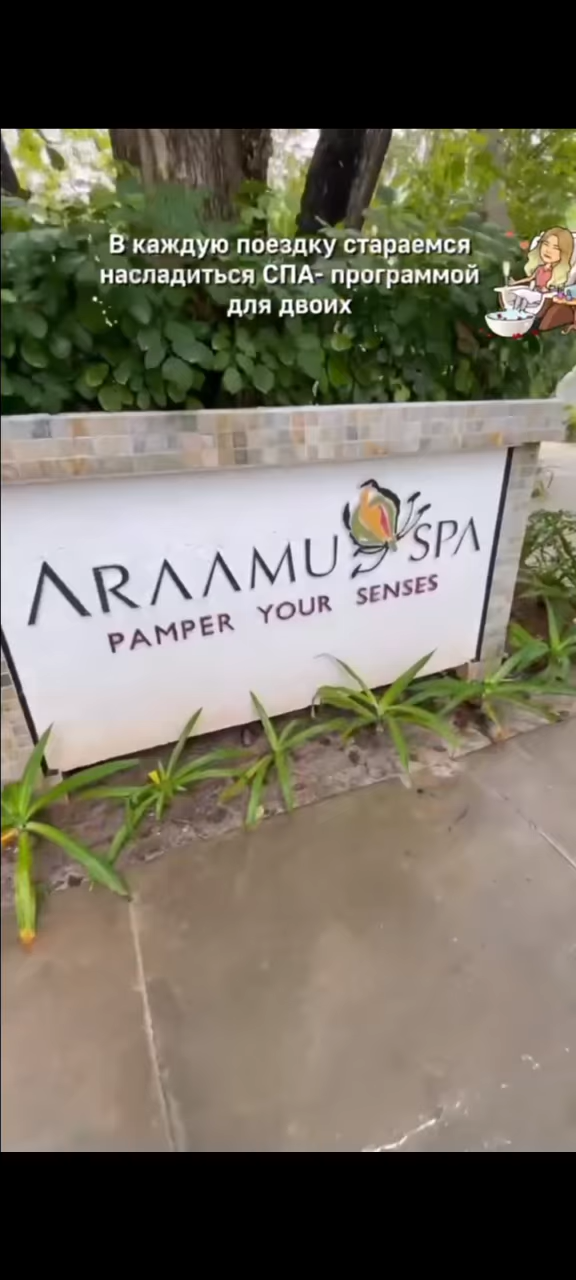 В каждую поездку стараемся
насладиться СПА- программой
для двоих
ARAAMU SPA
PAMPER YOUR SENSES